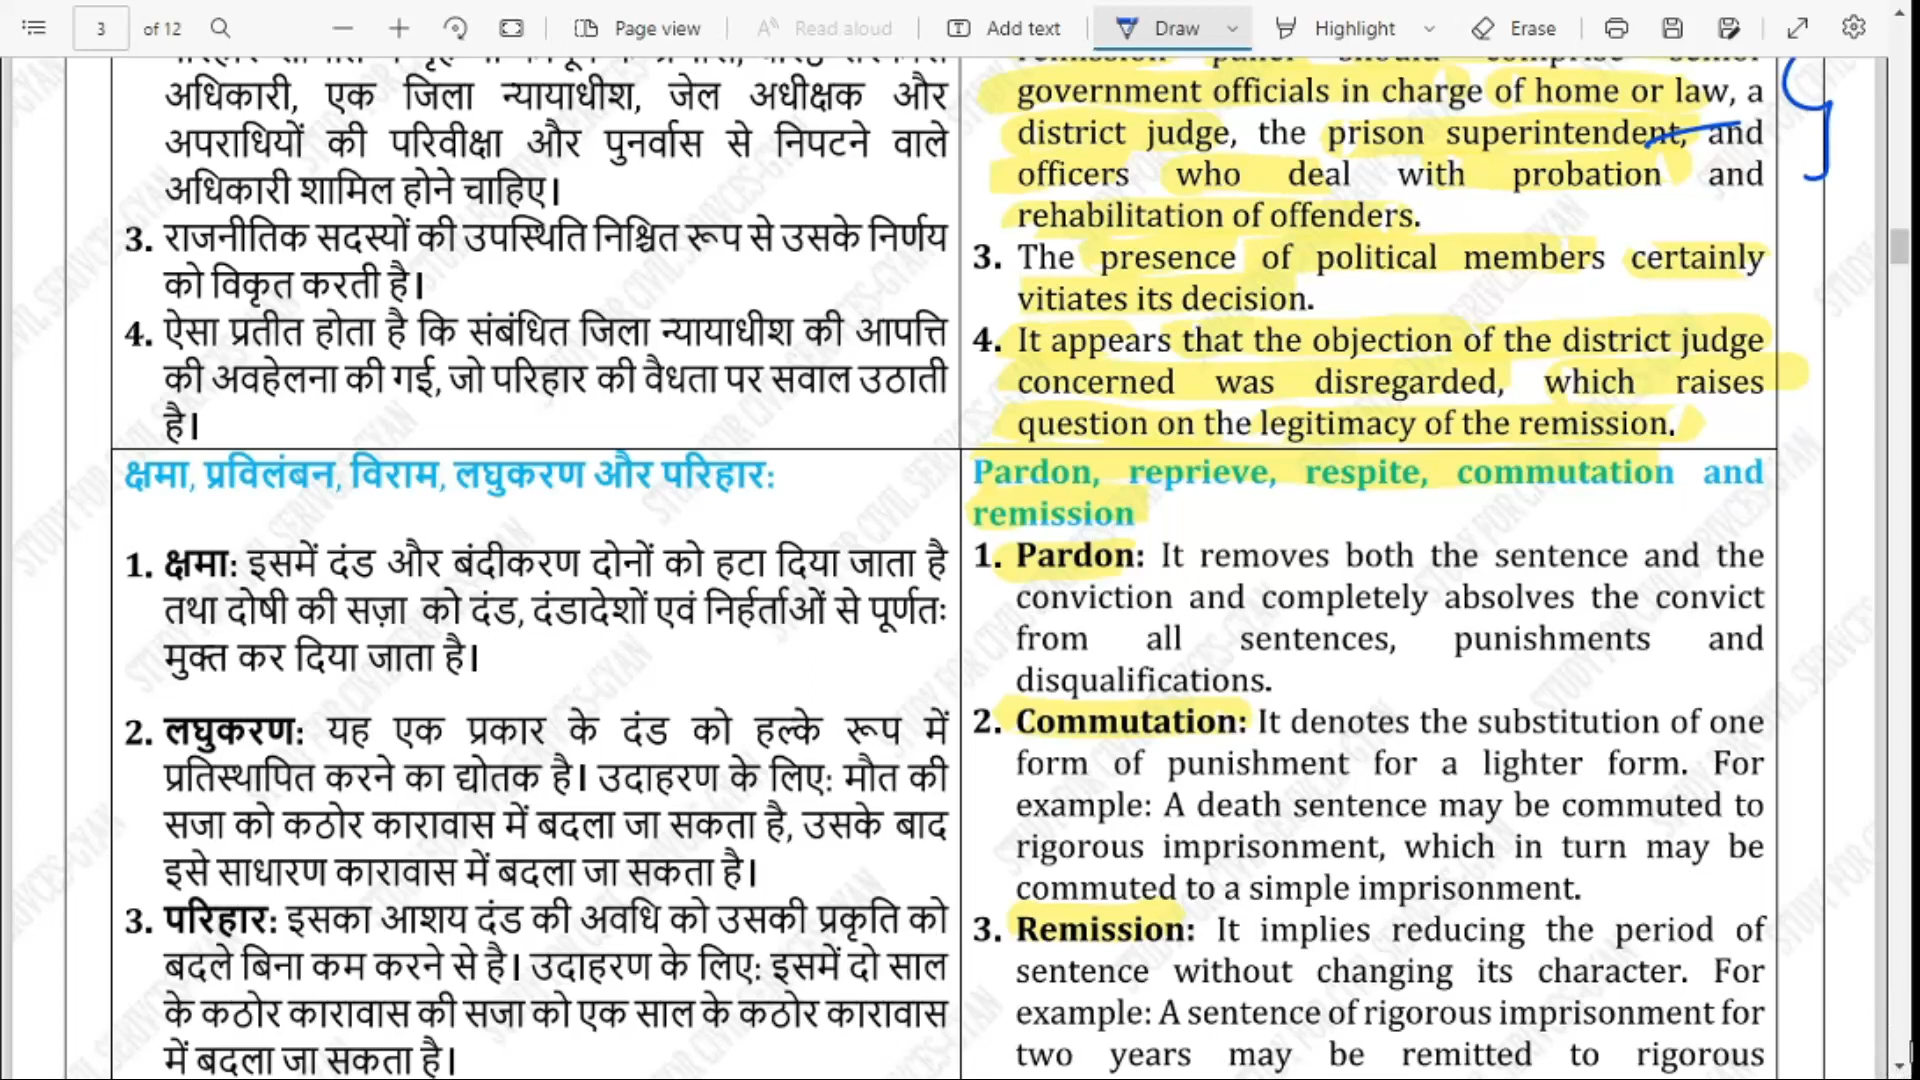 3 of 12 Page view Read aloud Add text Draw Highlight Erase
अधिकारी, एक जिला न्यायाधीश, जेल अधीक्षक और
अपराधियों की परिवीक्षा और पुनर्वास से निपटने वाले
अधिकारी शामिल होने चाहिए।
3. राजनीतिक सदस्यों की उपस्थिति निश्चित रूप से उसके निर्णय
को विकृत करती है।
4. ऐसा प्रतीत होता है कि संबंधित जिला न्यायाधीश की आपत्ति
की अवहेलना की गई, जो परिहार की वैधता पर सवाल उठाती
है।
क्षमा, प्रविलंबन, विराम, लघुकरण और परिहार:
1. क्षमा: इसमें दंड और बंदीकरण दोनों को हटा दिया जाता है
तथा दोषी की सज़ा को दंड, दंडादेशों एवं निर्हर्ताओं से पूर्णतः
मुक्त कर दिया जाता है।
2. लघुकरण: यह एक प्रकार के दंड को हल्के रूप में
प्रतिस्थापित करने का द्योतक है। उदाहरण के लिए: मौत की
सजा को कठोर कारावास में बदला जा सकता है, उसके बाद
इसे साधारण कारावास में बदला जा सकता है।
3. परिहार: इसका आशय दंड की अवधि को उसकी प्रकृति को
बदले बिना कम करने से है। उदाहरण के लिए: इसमें दो साल
के कठोर कारावास की सजा को एक साल के कठोर कारावास
में बदला जा सकता है।
remission panel should comprise senior
government officials in charge of home or law, a
district judge, the prison superintendent, and
officers who deal with probation and
rehabilitation of offenders.
3. The presence of political members certainly
vitiates its decision.
4. It appears that the objection of the district judge
concerned was disregarded, which raises
question on the legitimacy of the remission.
Pardon, reprieve, respite, commutation and
remission
1. Pardon: It removes both the sentence and the
conviction and completely absolves the convict
from all sentences, punishments and
disqualifications.
2. Commutation: It denotes the substitution of one
form of punishment for a lighter form. For
example: A death sentence may be commuted to
rigorous imprisonment, which in turn may be
commuted to a simple imprisonment.
3. Remission: It implies reducing the period of
sentence without changing its character. For
example: A sentence of rigorous imprisonment for
two years may be remitted to rigorous